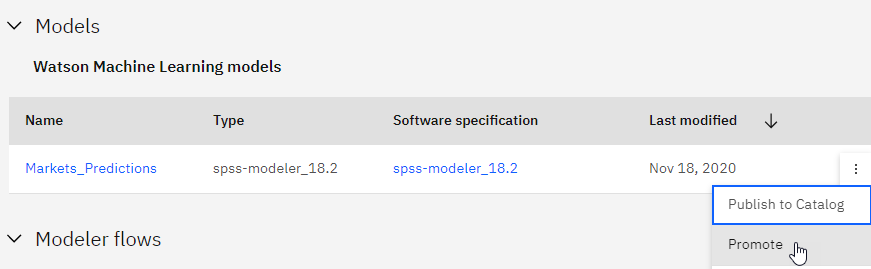 Models
Watson Machine Learning models
Name Type Software specification Last modified
Markets_Predictions spss-modeler_18.2 spss-modeler_18.2 Nov 18, 2020
Publish to Catalog
Modeler flows
Promote